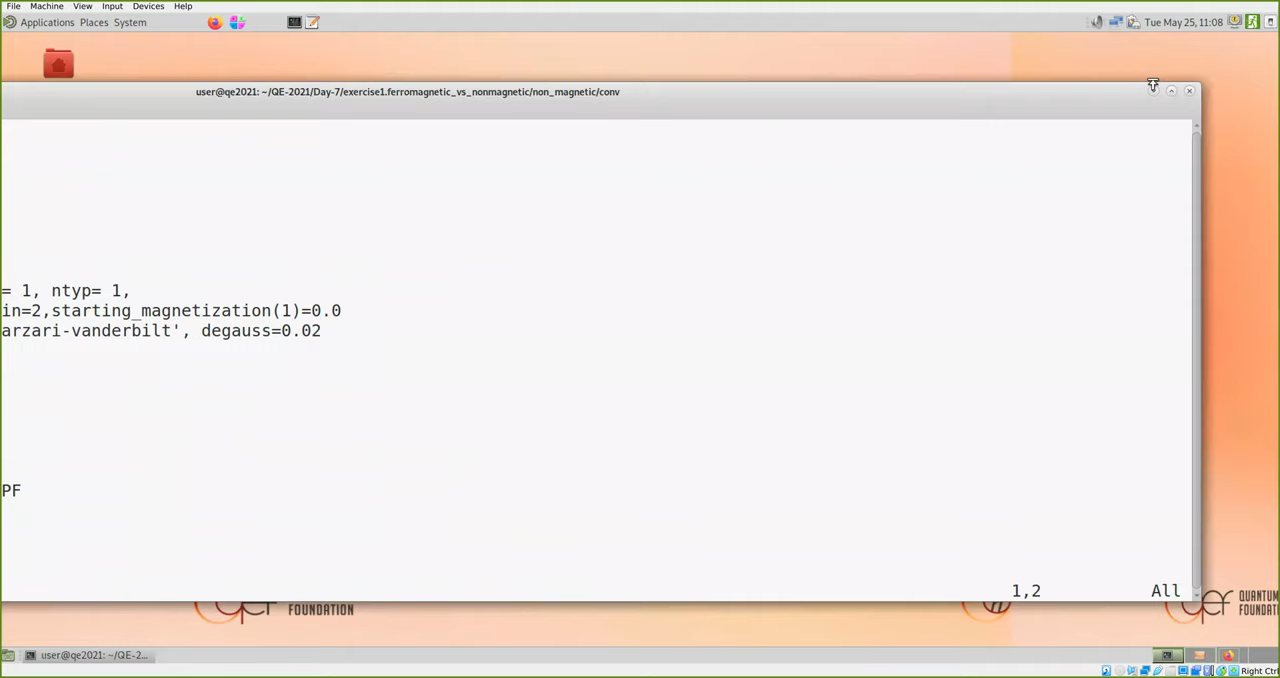 File Machine View Input Devices Help
Applications Places System
Tue May 25, 11:08
user@qe2021: ~/QE-2021/Day-7/exercise1.ferromagnetic_vs_nonmagnetic/non_magnetic/conv
= 1, ntyp= 1,
in=2,starting_magnetization(1)=0.0
arzari-vanderbilt', degauss=0.02
PF
1,2 All
FOUNDATION
QUANTUM
FOUNDATI
user@qe2021: ~/QE-2...
Right Ctrl